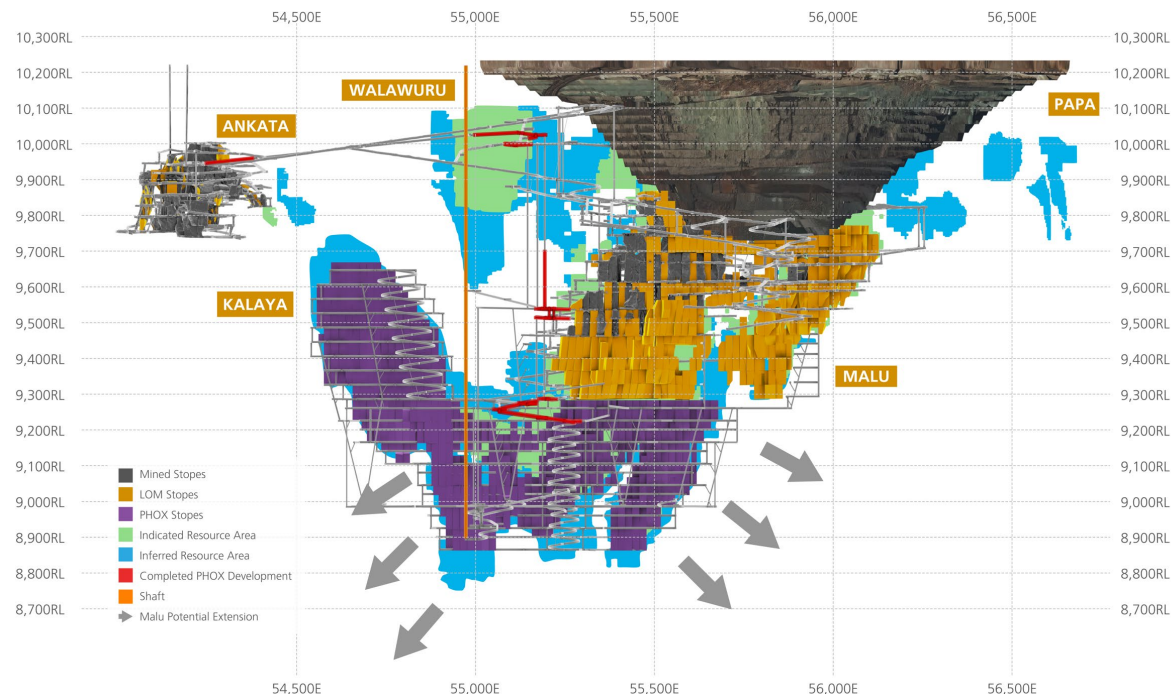 54,500E 55,000E 55,500E 56,000E 56,500E
10,300RL 10,300RL
10,200RL 10,200RL
WALAWURU
10,100RL PAPA 10,100RL
ANKATA
10,000RL 10,000RL
9,900RL 9,900RL
9,800RL 9,800RL
9,700RL 9,700RL
9,600RL 9,600RL
KALAYA
9,500RL 9,500RL
9,400RL 9,400RL
MALU
9,300RL 9,300RL
9,200RL 9,200RL
9,100RL 9,100RL
9,000RL 9,000RL
8,900RL 8,900RL
8,800RL 8,800RL
8,700RL 8,700RL
Mined Stopes
LOM Stopes
PHOX Stopes
Indicated Resource Area
Inferred Resource Area
Completed PHOX Development
Shaft
Malu Potential Extension
54,500E 55,000E 55,500E 56,000E 56,500E